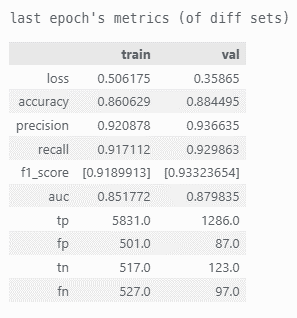 last epoch's metrics (of diff sets)
train val
loss 0.506175 0.35865
accuracy 0.860629 0.884495
precision 0.920878 0.936635
recall 0.917112 0.929863
f1_score [0.9189913] [0.93323654]
auc 0.851772 0.879835
tp 5831.0 1286.0
fp 501.0 87.0
tn 517.0 123.0
fn 527.0 97.0